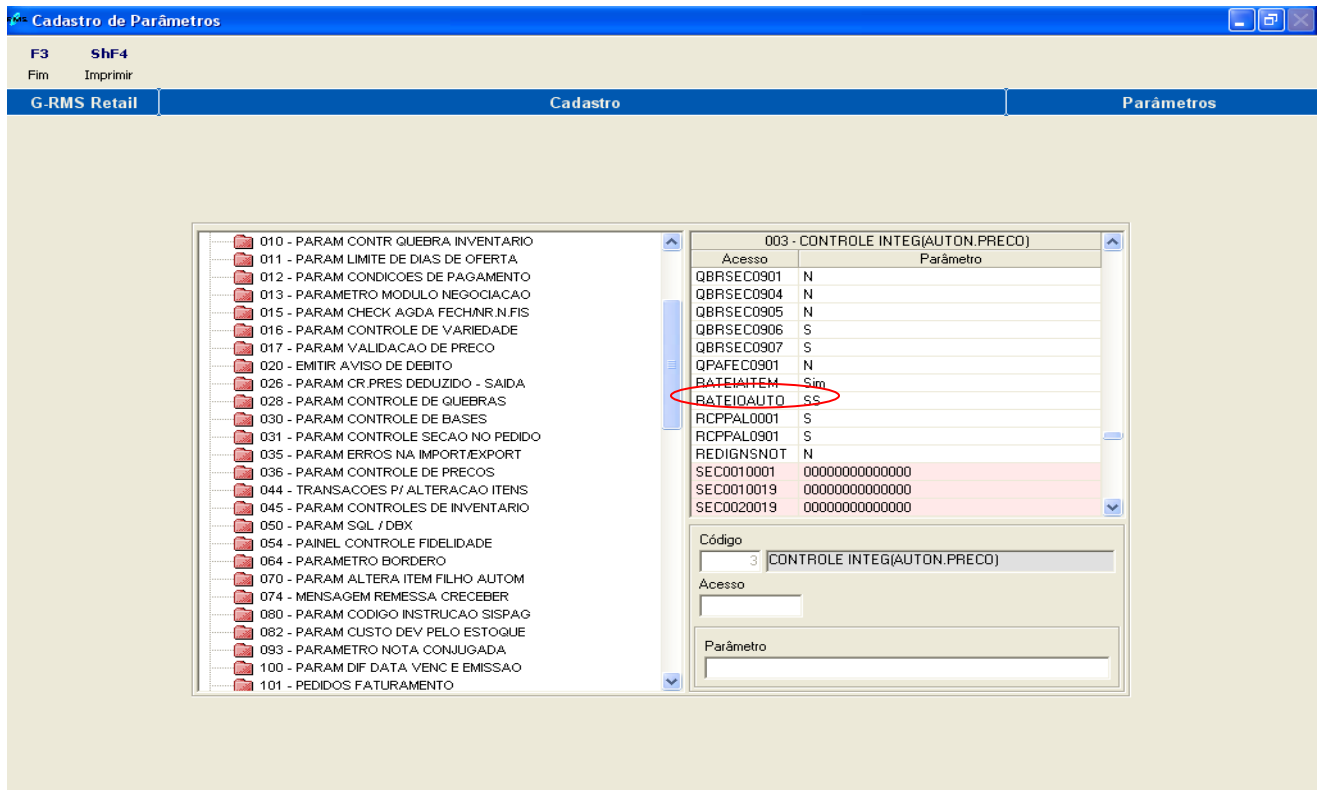 RMS Cadastro de Parâmetros
F3 ShF4
Fim Imprimir
G-RMS Retail Cadastro Parâmetros
010 - PARAM CONTR QUEBRA INVENTARIO
011 - PARAM LIMITE DE DIAS DE OFERTA
012 - PARAM CONDICOES DE PAGAMENTO
013 - PARAMETRO MODULO NEGOCIACAO
015 - PARAM CHECK AGDA FECH/NR.N.FIS
016 - PARAM CONTROLE DE VARIEDADE
017 - PARAM VALIDACAO DE PRECO
020 - EMITIR AVISO DE DEBITO
026 - PARAM CR.PRES DEDUZIDO - SAIDA
028 - PARAM CONTROLE DE QUEBRAS
030 - PARAM CONTROLE DE BASES
031 - PARAM CONTROLE SECAO NO PEDIDO
035 - PARAM ERROS NA IMPORT/EXPORT
036 - PARAM CONTROLE DE PRECOS
044 - TRANSACOES P/ ALTERACAO ITENS
045 - PARAM CONTROLES DE INVENTARIO
050 - PARAM SQL / DBX
054 - PAINEL CONTROLE FIDELIDADE
064 - PARAMETRO BORDERO
070 - PARAM ALTERA ITEM FILHO AUTOM
074 - MENSAGEM REMESSA CRECEBER
080 - PARAM CODIGO INSTRUCAO SISPAG
082 - PARAM CUSTO DEV PELO ESTOQUE
093 - PARAMETRO NOTA CONJUGADA
100 - PARAM DIF DATA VENC E EMISSAO
101 - PEDIDOS FATURAMENTO
003 - CONTROLE INTEG(AUTON.PRECO)
Acesso Parâmetro
QBRSEC0901 N
QBRSEC0904 N
QBRSEC0905 N
QBRSEC0906 S
QBRSEC0907 S
QPAFEC0901 N
RATEIAITEM Sim
RATEIOAUTO SS
RCPPAL0001 S
RCPPAL0901 S
REDIGNSNOT N
SEC0010001 00000000000000
SEC0010019 00000000000000
SEC0020019 00000000000000
Código
3 CONTROLE INTEG(AUTON.PRECO)
Acesso
Parâmetro